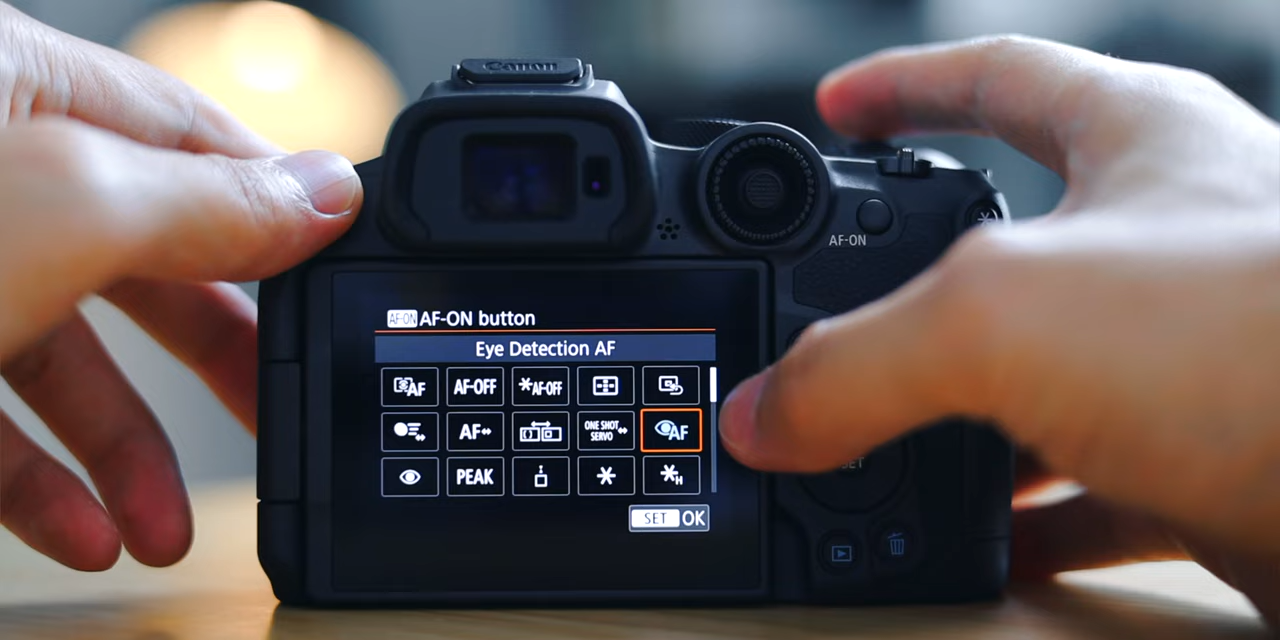 Canon
AF-ON
AF-ON AF-ON button
Eye Detection AF
AF AF-OFF *AF-OFF
AF↔ ONE SHOT SERVO↔ AF
PEAK * *H
SET OK
SET